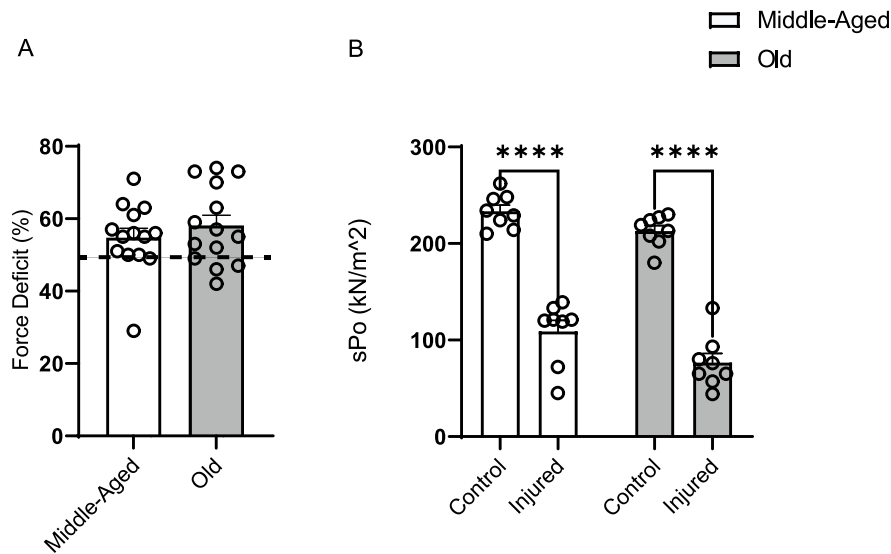 Middle-Aged
Old
A
B
Force Deficit (%)
80
60
40
20
0
Middle-Aged
Old
sPo (kN/m^2)
300
200
100
0
****
****
Control
Injured
Control
Injured